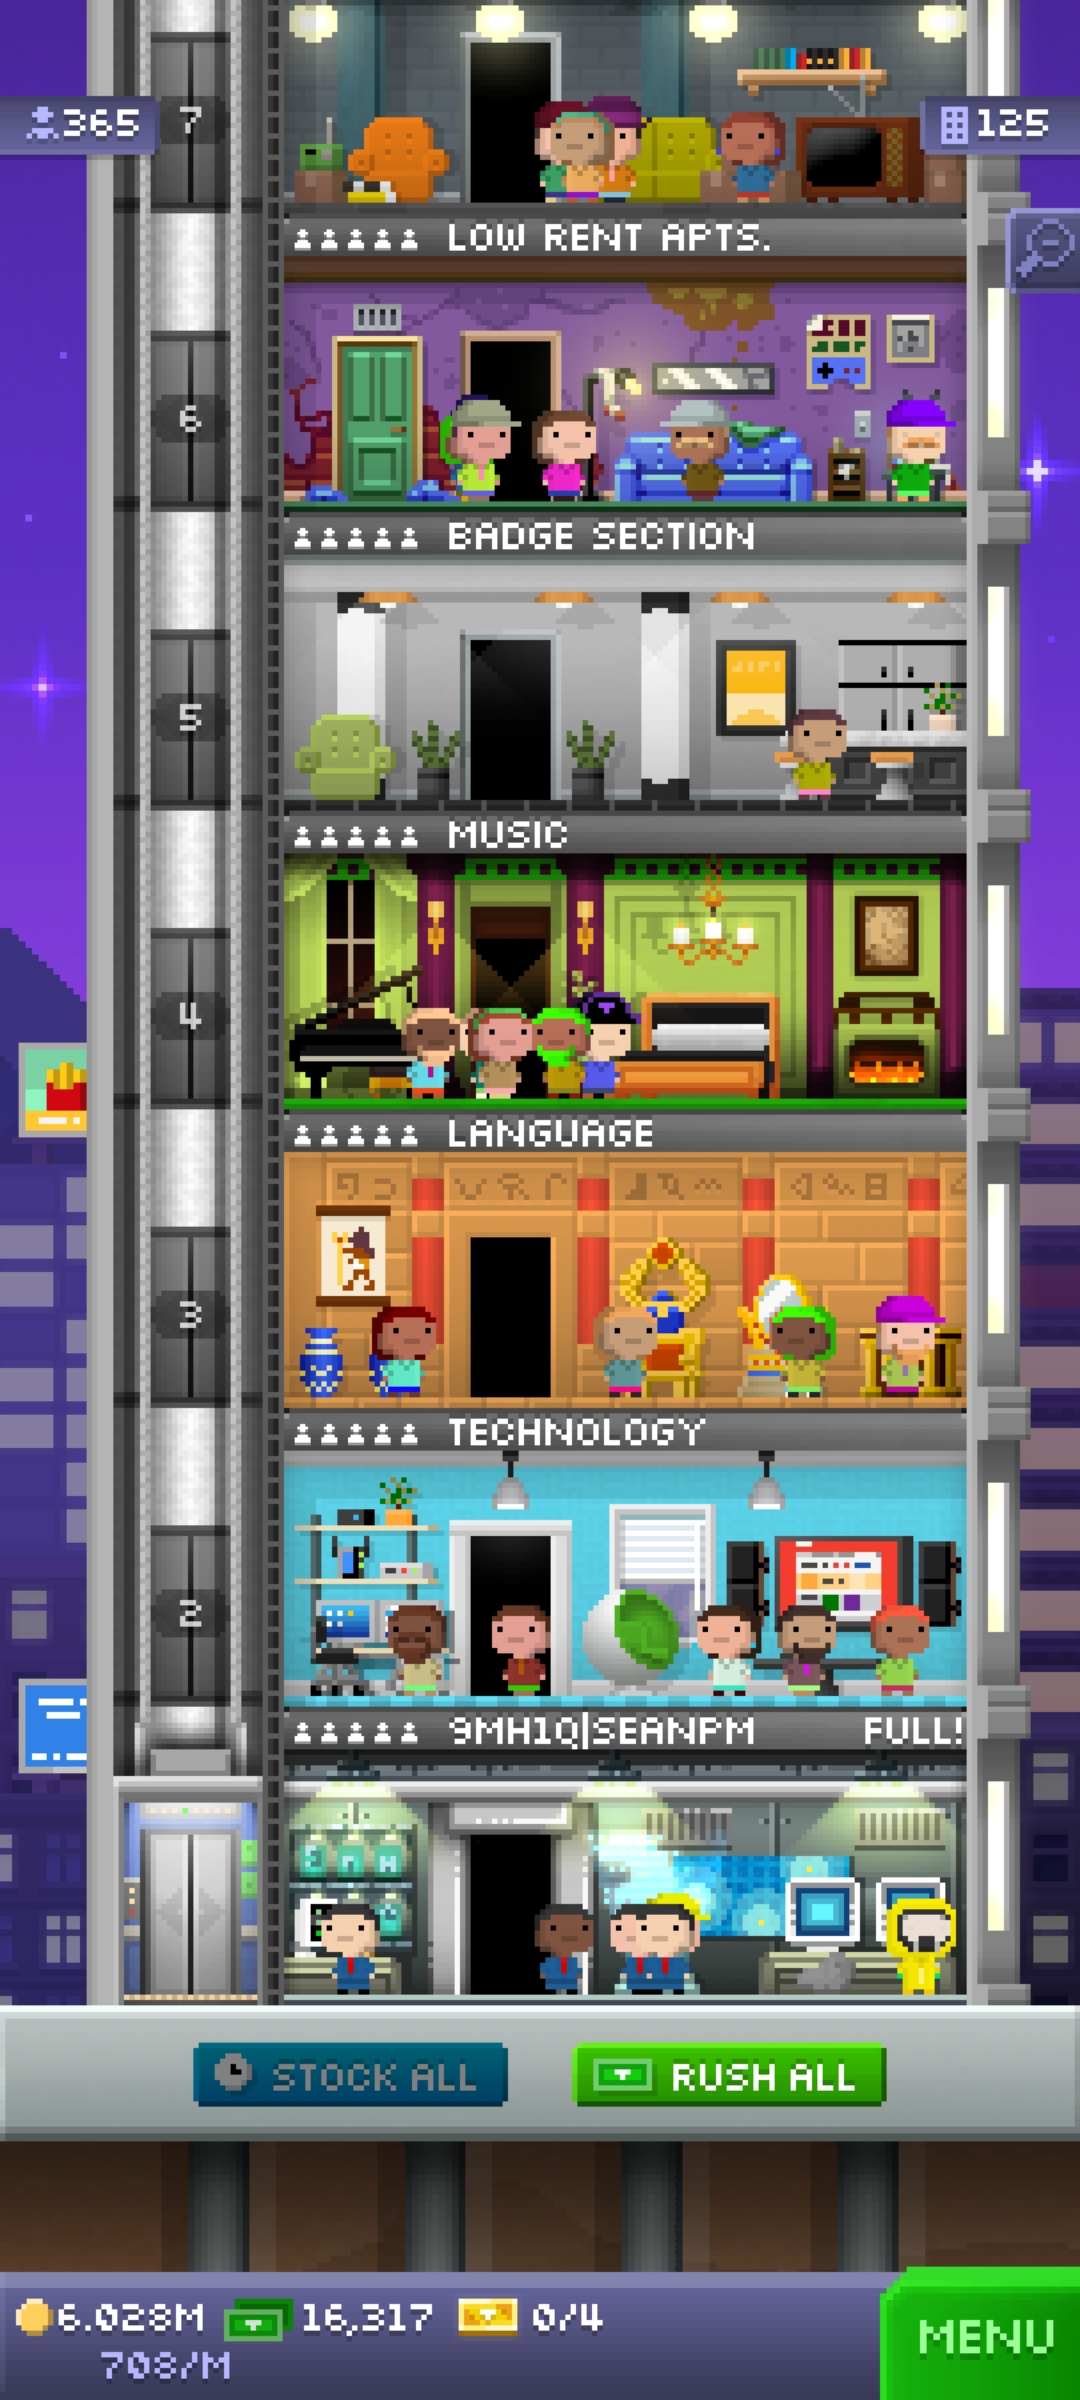 365
7
125
LOW RENT APTS.
6
BADGE SECTION
5
MUSIC
4
LANGUAGE
3
TECHNOLOGY
2
9MH1Q|SEANPM FULL!
STOCK ALL
RUSH ALL
6.028M 16,317 0/4
708/M
MENU